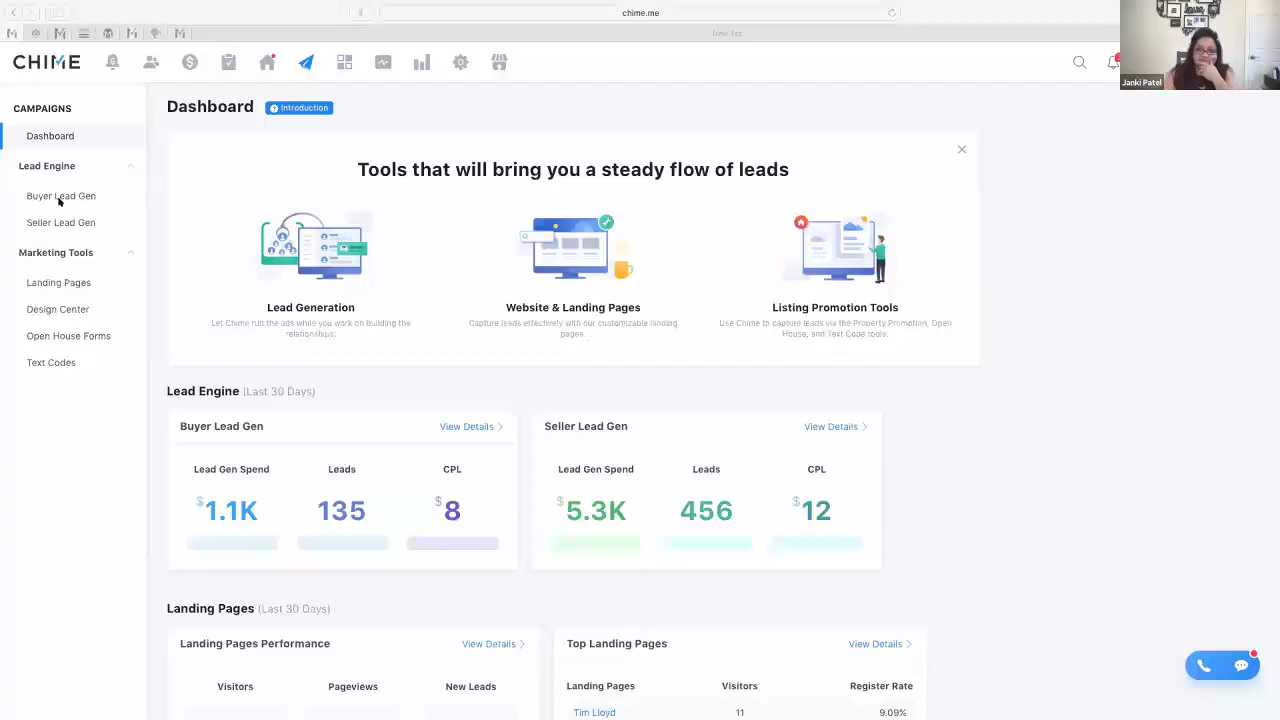 chime.me
New Tab
CHIME
Janki Patel
CAMPAIGNS
Dashboard
Lead Engine
Buyer Lead Gen
Seller Lead Gen
Marketing Tools
Landing Pages
Design Center
Open House Forms
Text Codes
Dashboard
Introduction
Tools that will bring you a steady flow of leads
Lead Generation
Let Chime run the ads while you work on building the
relationships.
Website & Landing Pages
Capture leads effectively with our customizable landing
pages.
Listing Promotion Tools
Use Chime to capture leads via the Property Promotion, Open
House, and Text Code tools.
Lead Engine (Last 30 Days)
Buyer Lead Gen
View Details
Lead Gen Spend Leads CPL
$1.1K 135 $8
Seller Lead Gen
View Details
Lead Gen Spend Leads CPL
$5.3K 456 $12
Landing Pages (Last 30 Days)
Landing Pages Performance
View Details
Visitors Pageviews New Leads
Top Landing Pages
View Details
Landing Pages Visitors Register Rate
Tim Lloyd 11 9.09%